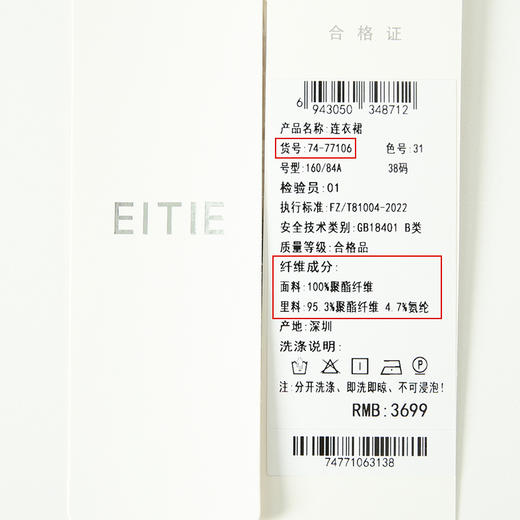 EITIE
合格证
6 943050 348712
产品名称:连衣裙
货号:74-77106 色号:31
号型:160/84A 38码
检验员:01
执行标准:FZ/T81004-2022
安全技术类别:GB18401 B类
质量等级:合格品
纤维成分:
面料:100%聚酯纤维
里料:95.3%聚酯纤维 4.7%氨纶
产地:深圳
洗涤说明:
P
注:分开洗涤、即洗即晾、不可浸泡!
RMB:3699
74771063138